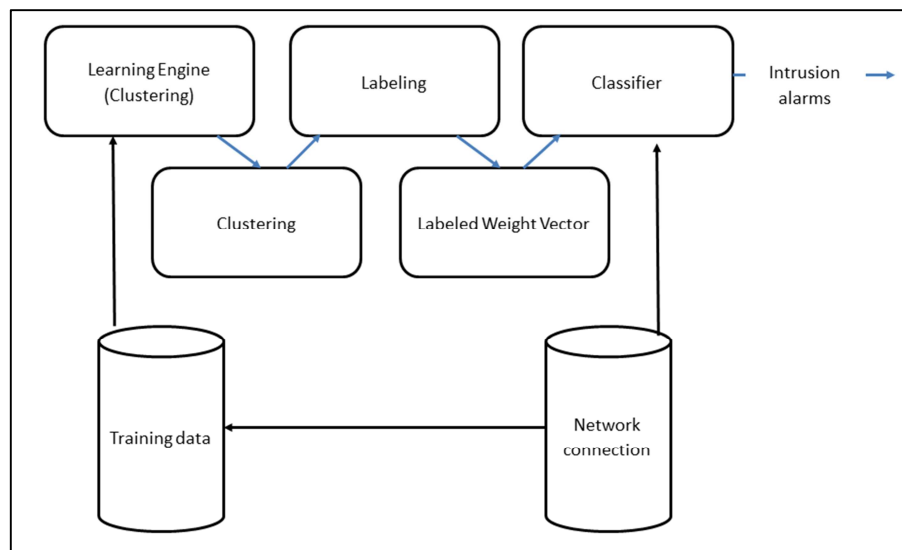 Learning Engine
(Clustering)
Labeling
Classifier
Intrusion
alarms
Clustering
Labeled Weight Vector
Training data
Network
connection